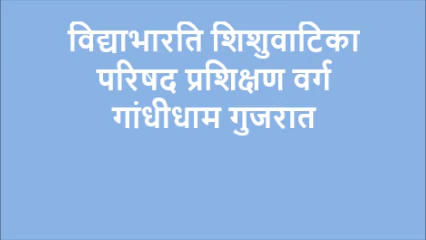 विद्याभारति शिशुवाटिका
परिषद प्रशिक्षण वर्ग
गांधीधाम गुजरात